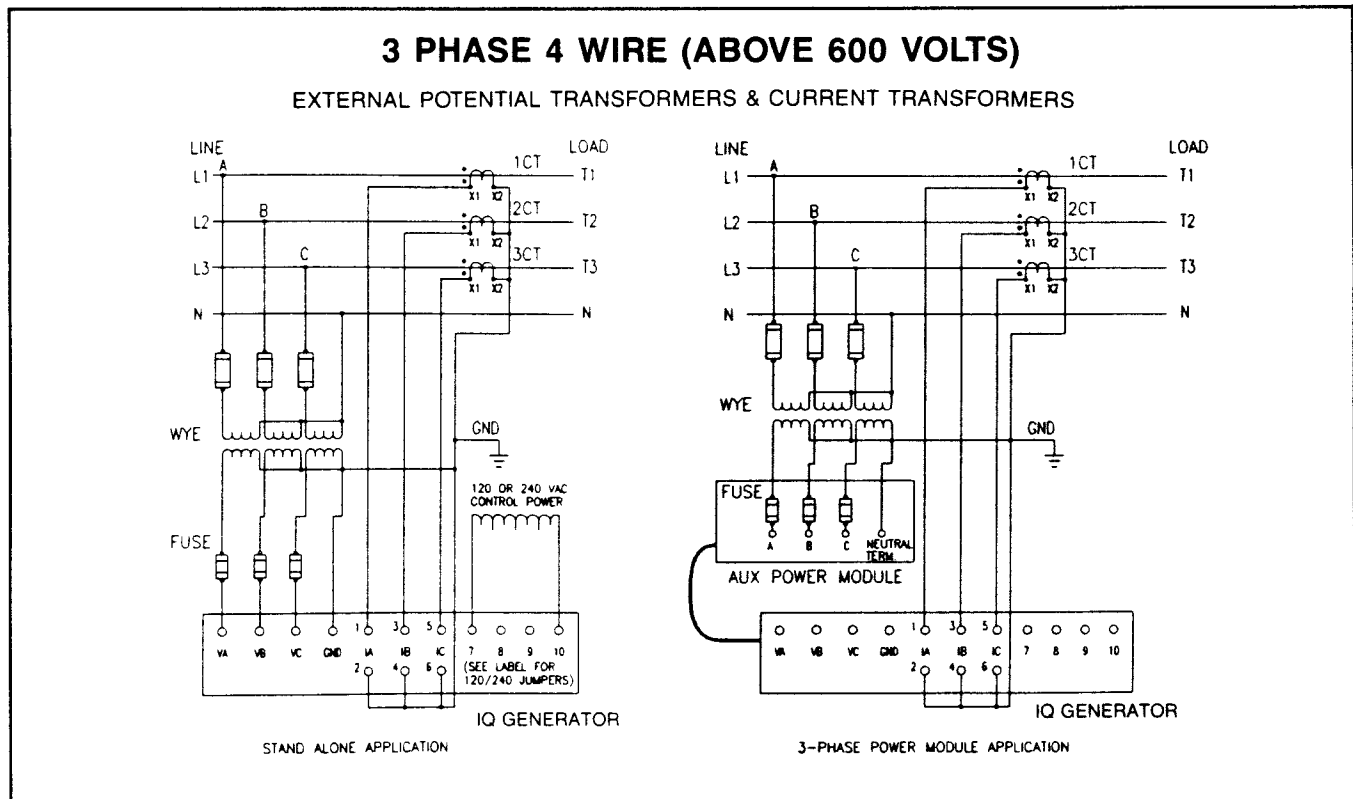 3 PHASE 4 WIRE (ABOVE 600 VOLTS)
EXTERNAL POTENTIAL TRANSFORMERS & CURRENT TRANSFORMERS
LINE
LOAD
A
1CT
L1
T1
X1 X2
B
2CT
L2
T2
X1 X2
C
3CT
L3
T3
X1 X2
N
N
WYE
GND
120 OR 240 VAC
CONTROL POWER
FUSE
1 3 5
VA VB VC GND IA IB IC 7 8 9 10
2 4 6
(SEE LABEL FOR
120/240 JUMPERS)
IQ GENERATOR
STAND ALONE APPLICATION
LINE
LOAD
A
1CT
L1
T1
X1 X2
B
2CT
L2
T2
X1 X2
C
3CT
L3
T3
X1 X2
N
N
WYE
GND
FUSE
A B C NEUTRAL
TERM.
AUX POWER MODULE
1 3 5
VA VB VC GND IA IB IC 7 8 9 10
2 4 6
IQ GENERATOR
3-PHASE POWER MODULE APPLICATION